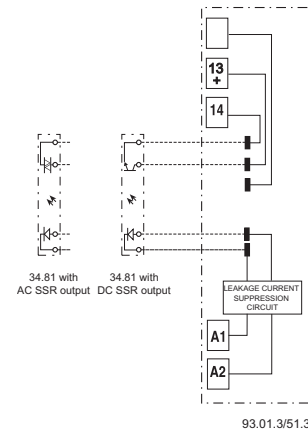 13
+
14
34.81 with
AC SSR output
34.81 with
DC SSR output
LEAKAGE CURRENT
SUPPRESSION
CIRCUIT
A1
A2
93.01.3/51.3